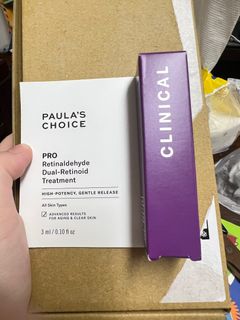 PAULA'S
CHOICE
PRO
Retinaldehyde
Dual-Retinoid
Treatment
HIGH-POTENCY, GENTLE RELEASE
All Skin Types
ADVANCED RESULTS
FOR AGING & CLEAR SKIN
3 ml / 0.10 fl oz
CLINICAL